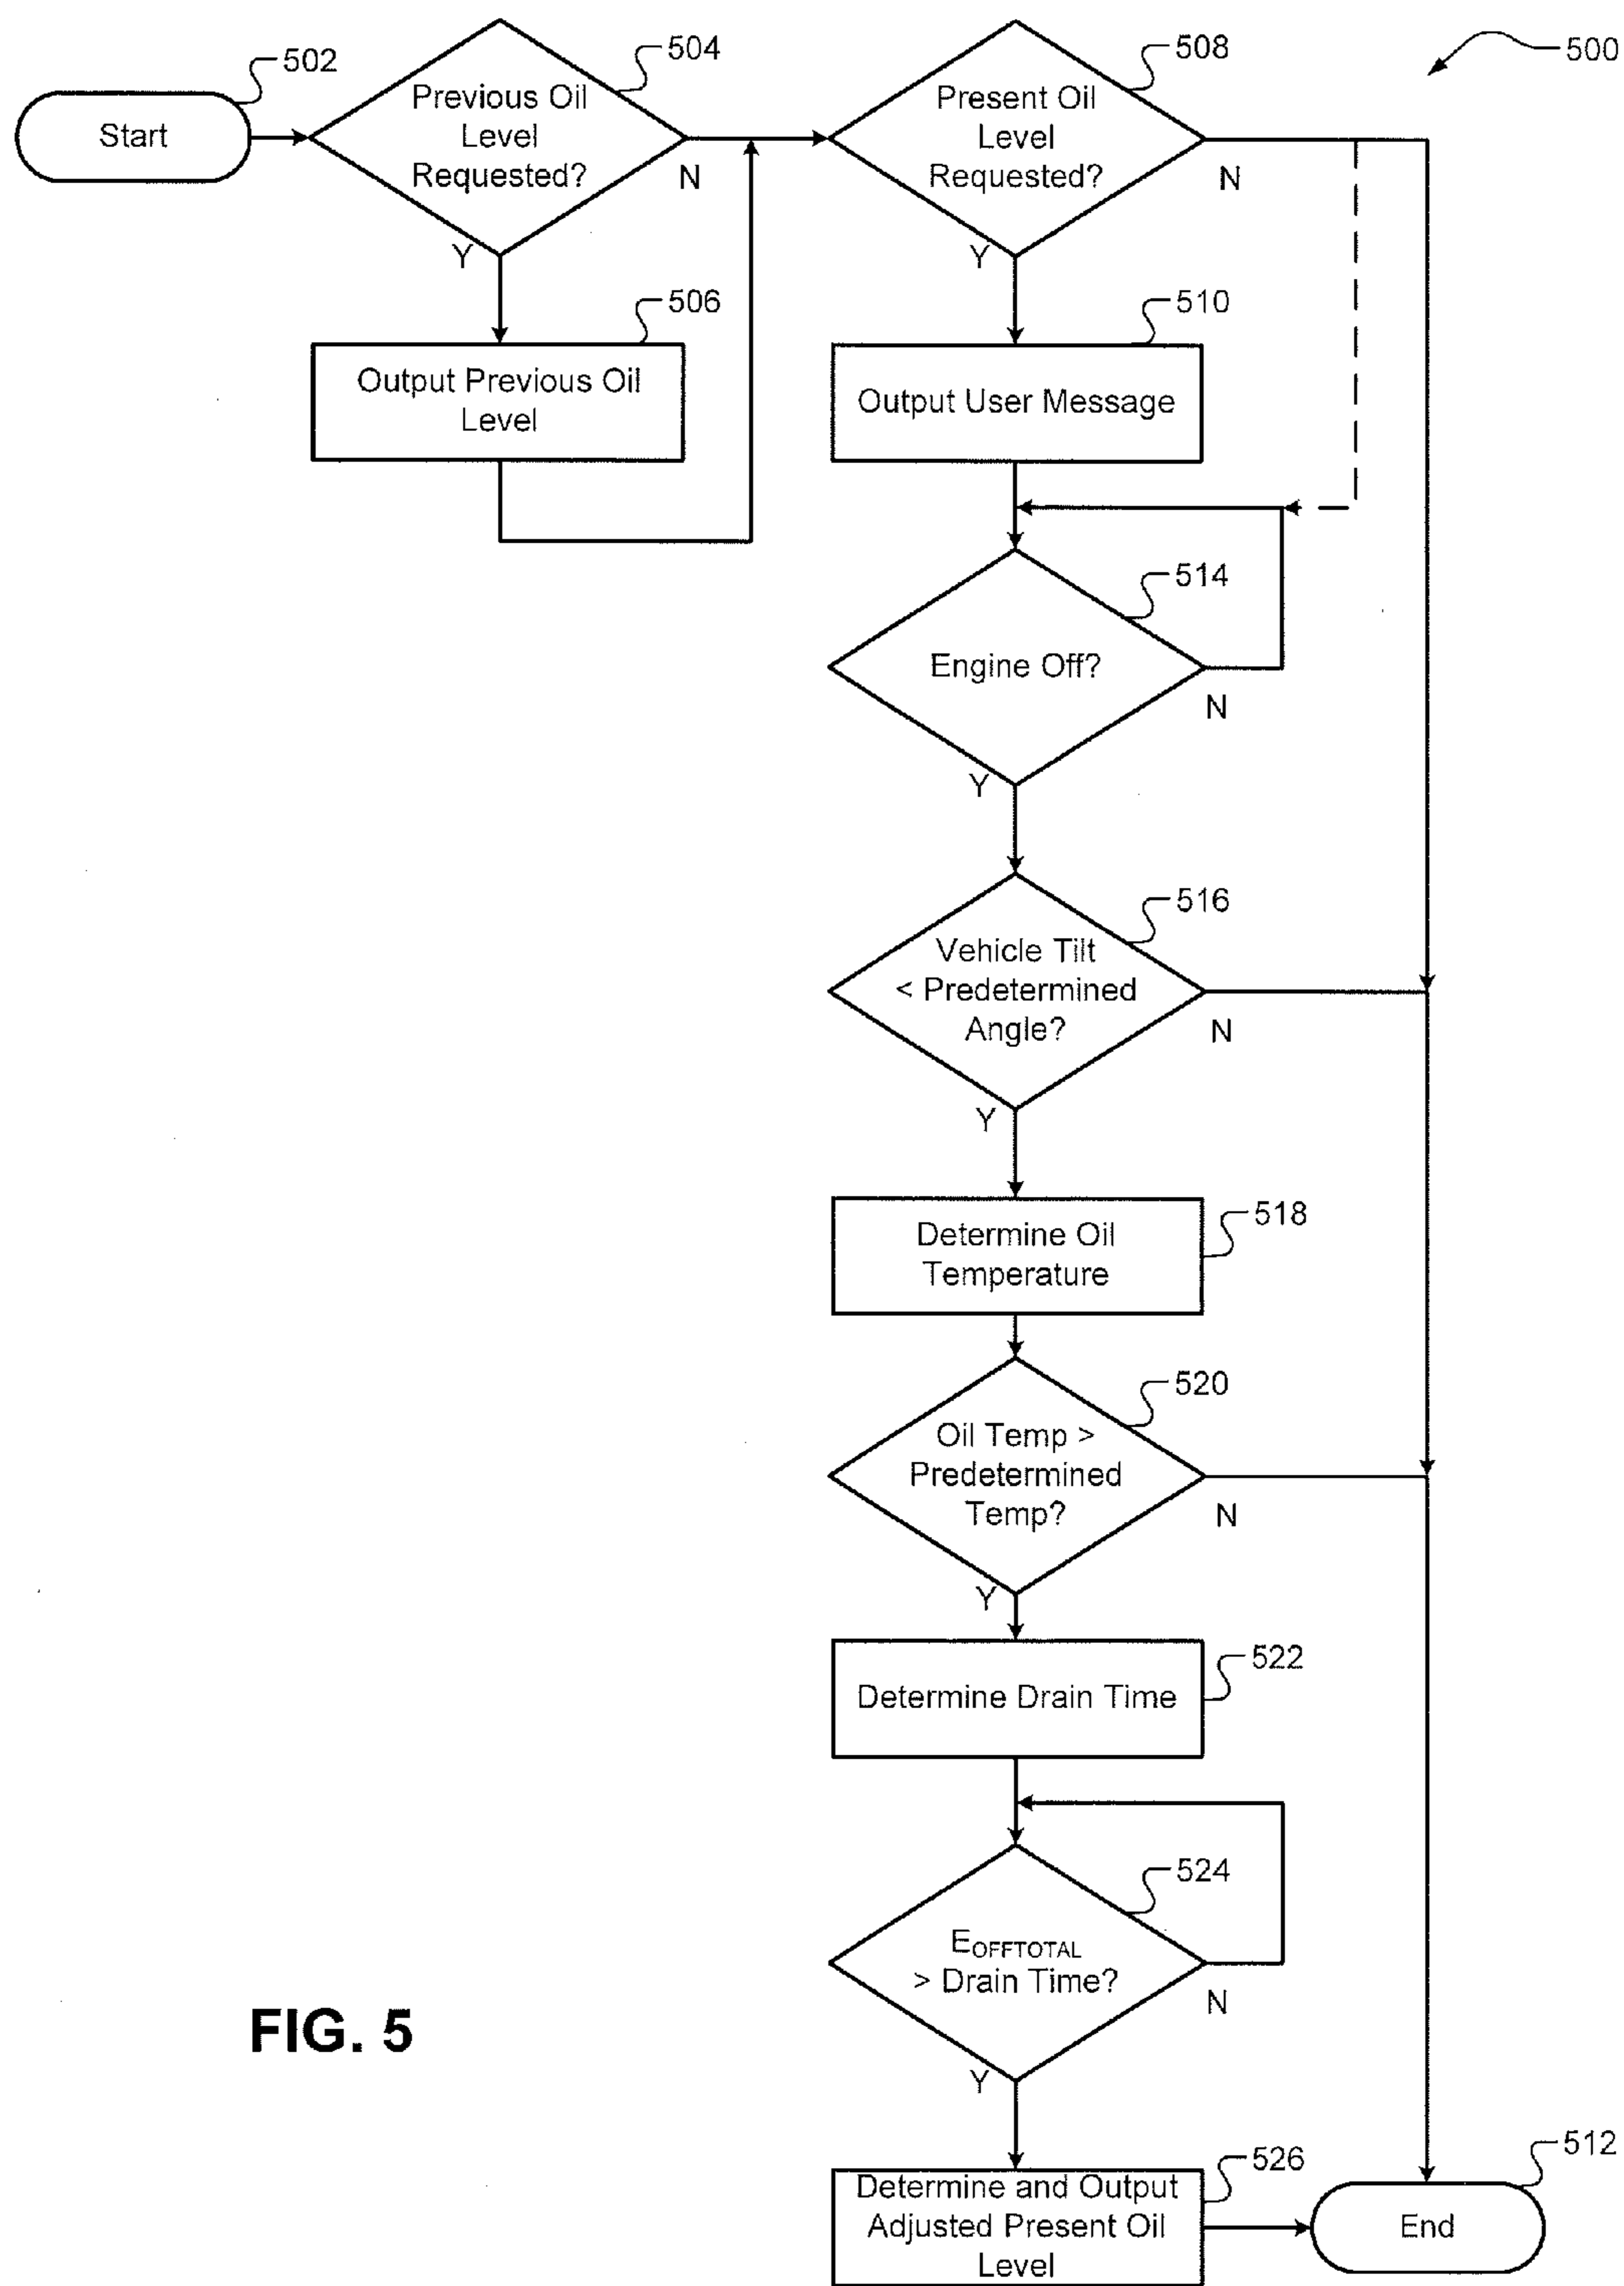 500
502
Start
504
Previous Oil
Level
Requested?
N
Y
506
Output Previous Oil
Level
508
Present Oil
Level
Requested?
N
Y
510
Output User Message
514
Engine Off?
N
Y
516
Vehicle Tilt
< Predetermined
Angle?
N
Y
518
Determine Oil
Temperature
520
Oil Temp >
Predetermined
Temp?
N
Y
522
Determine Drain Time
524
EOFFTOTAL
> Drain Time?
N
Y
526
Determine and Output
Adjusted Present Oil
Level
512
End
FIG. 5